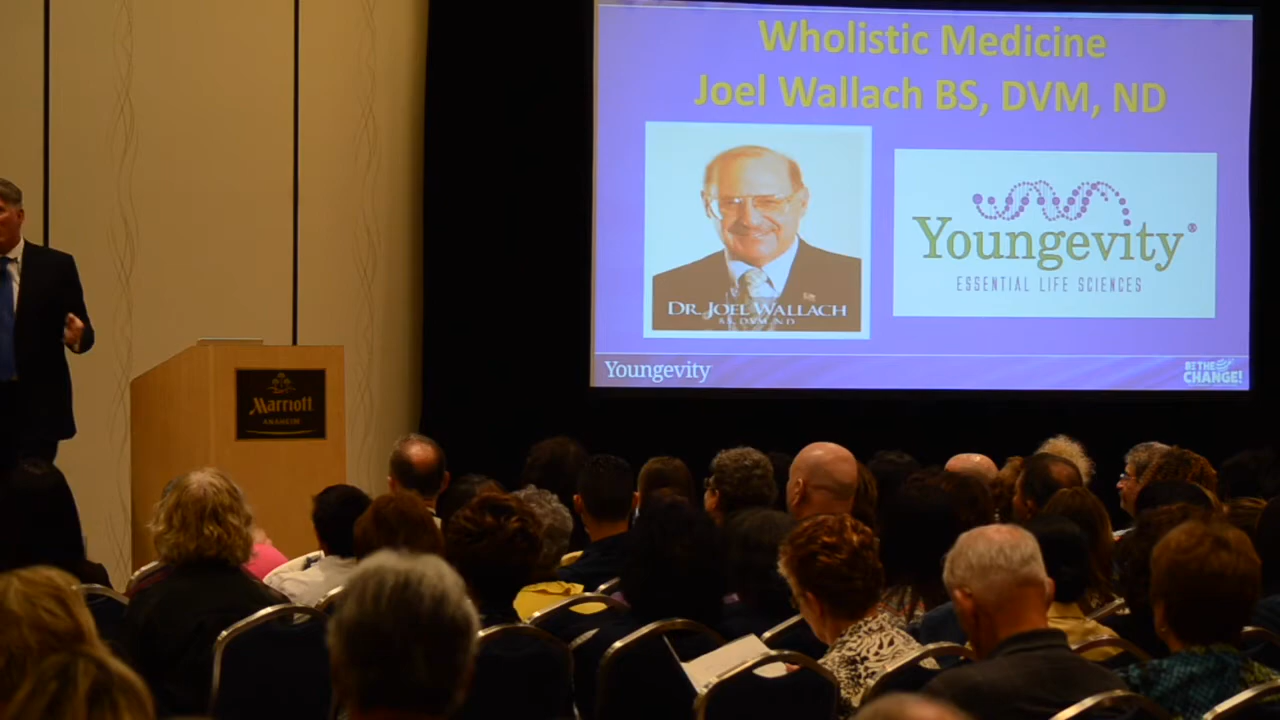 Wholistic Medicine
Joel Wallach BS, DVM, ND
DR. JOEL WALLACH
BS, DVM, ND
Youngevity®
ESSENTIAL LIFE SCIENCES
Youngevity
BE THE
CHANGE!
Marriott
ANAHEIM